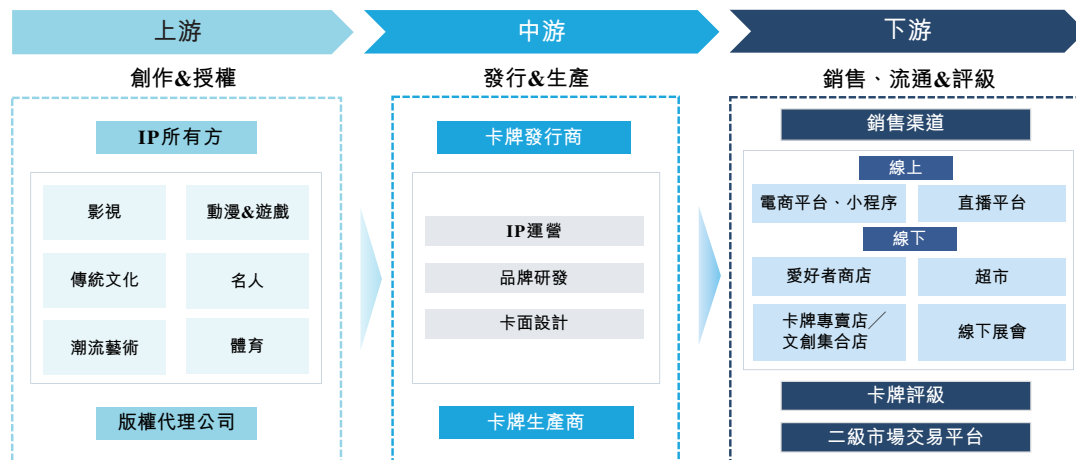 上游
創作&授權
IP所有方
影視
動漫&遊戲
傳統文化
名人
潮流藝術
體育
版權代理公司
中游
發行&生產
卡牌發行商
IP運營
品牌研發
卡面設計
卡牌生產商
下游
銷售、流通&評級
銷售渠道
線上
電商平台、小程序
直播平台
線下
愛好者商店
超市
卡牌專賣店／
文創集合店
線下展會
卡牌評級
二級市場交易平台